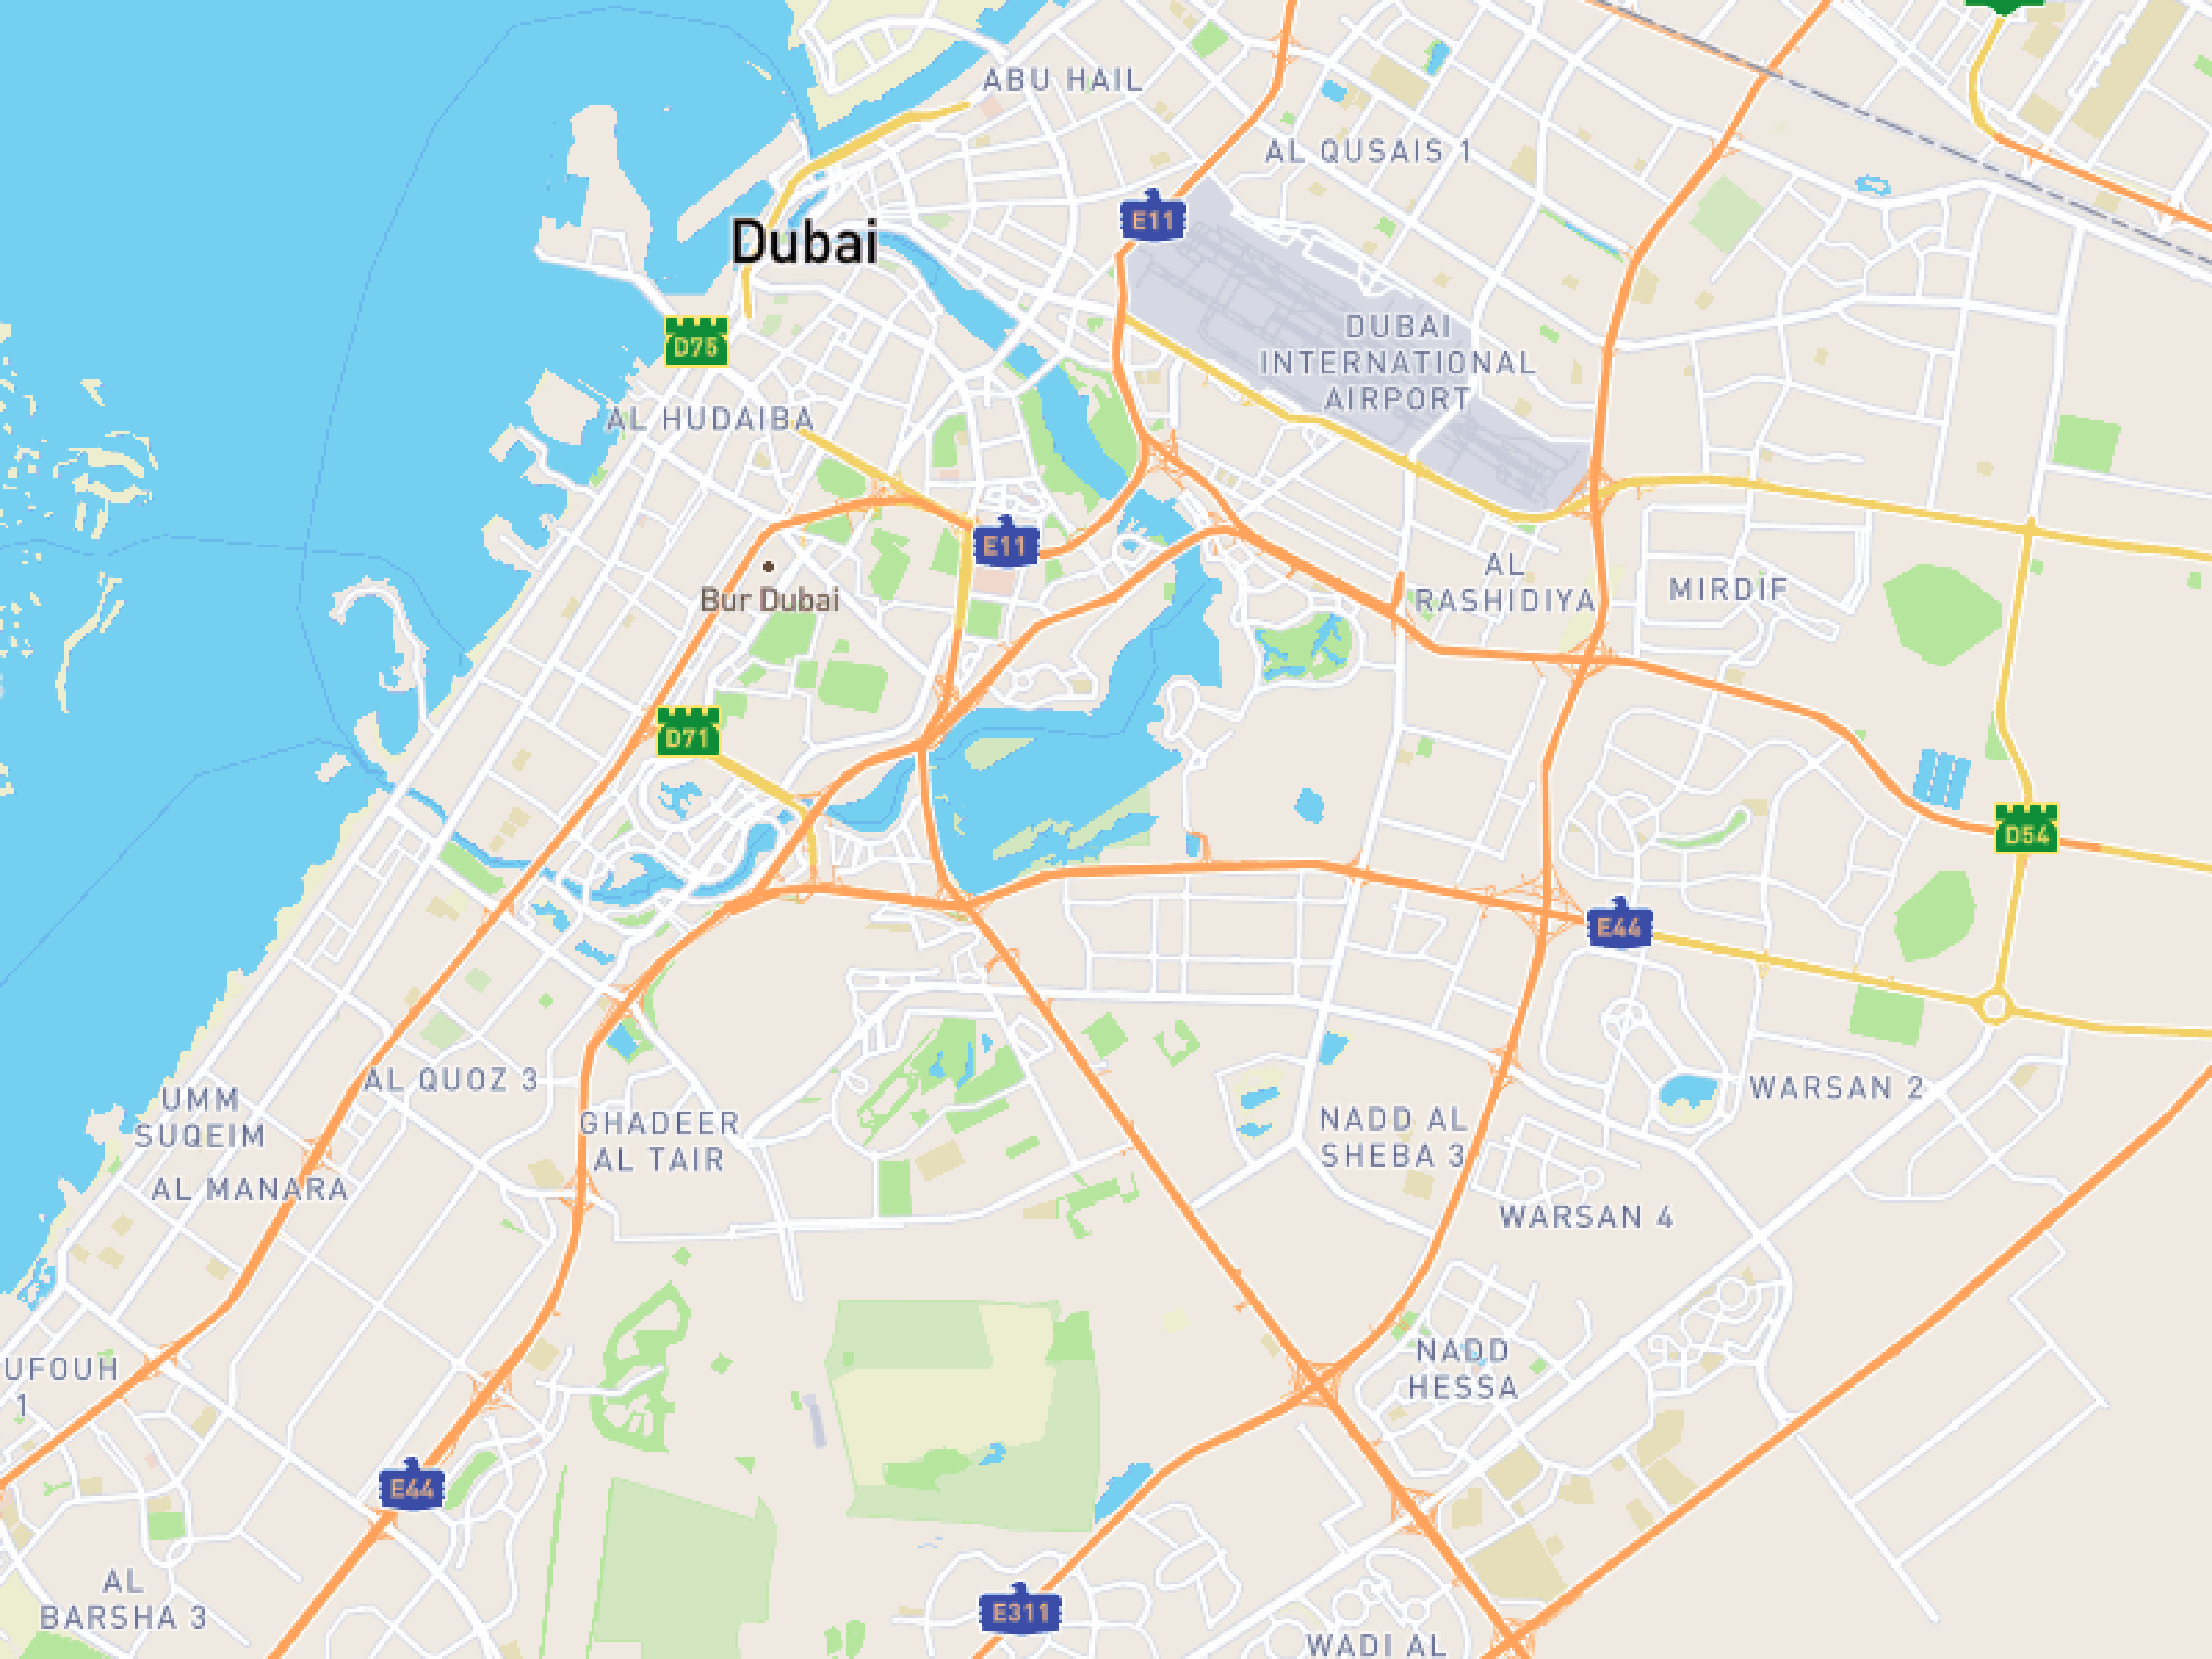 ABU HAIL
AL QUSAIS 1
E11
Dubai
DUBAI
INTERNATIONAL
AIRPORT
D75
AL HUDAIBA
E11
AL
RASHIDIYA
MIRDIF
Bur Dubai
D71
D54
E44
AL QUOZ 3
UMM
SUQEIM
GHADEER
AL TAIR
NADD AL
SHEBA 3
WARSAN 2
AL MANARA
WARSAN 4
UFOUH
1
NADD
HESSA
E44
AL
BARSHA 3
E311
WADI AL